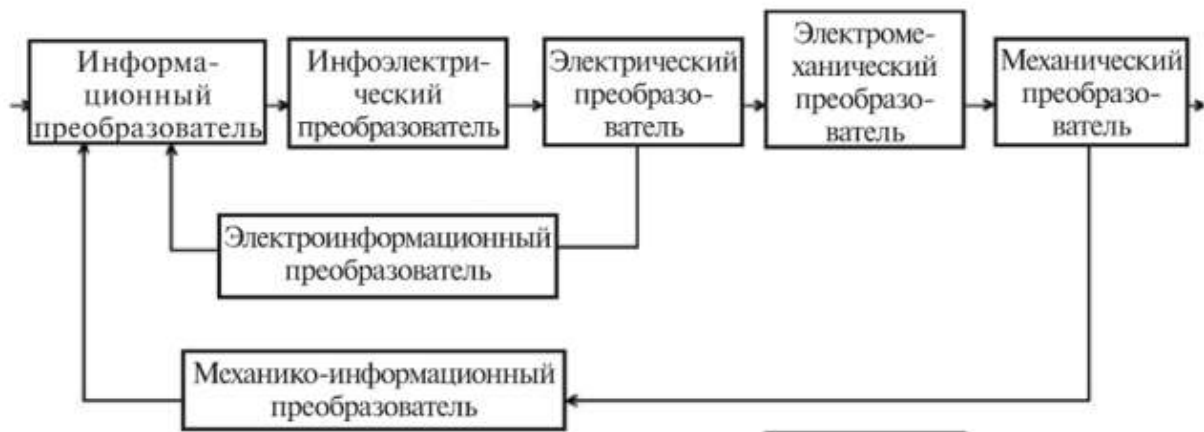 Информа-
ционный
преобразователь
Инфоэлектри-
ческий
преобразователь
Электрический
преобразо-
ватель
Электроме-
ханический
преобразо-
ватель
Механический
преобразо-
ватель
Электроинформационный
преобразователь
Механико-информационный
преобразователь